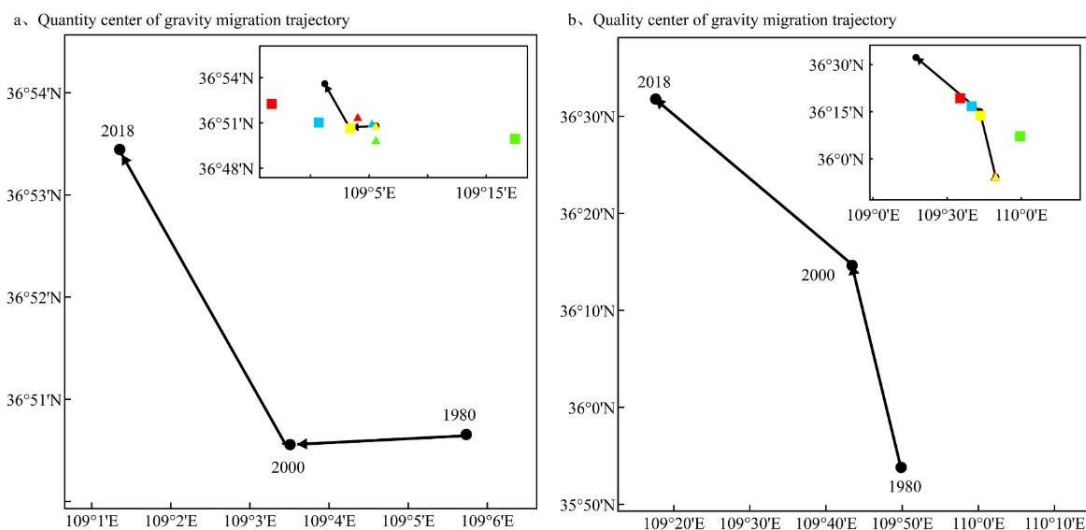 a、Quantity center of gravity migration trajectory
36°54'N
36°53'N
36°52'N
36°51'N
2018
2000
1980
109°1'E 109°2'E 109°3'E 109°4'E 109°5'E 109°6'E
36°54'N
36°51'N
36°48'N
109°5'E 109°15'E
b、Quality center of gravity migration trajectory
36°30'N
36°20'N
36°10'N
36°0'N
35°50'N
2018
2000
1980
109°20'E 109°30'E 109°40'E 109°50'E 110°0'E 110°10'E
36°30'N
36°15'N
36°0'N
109°0'E 109°30'E 110°0'E